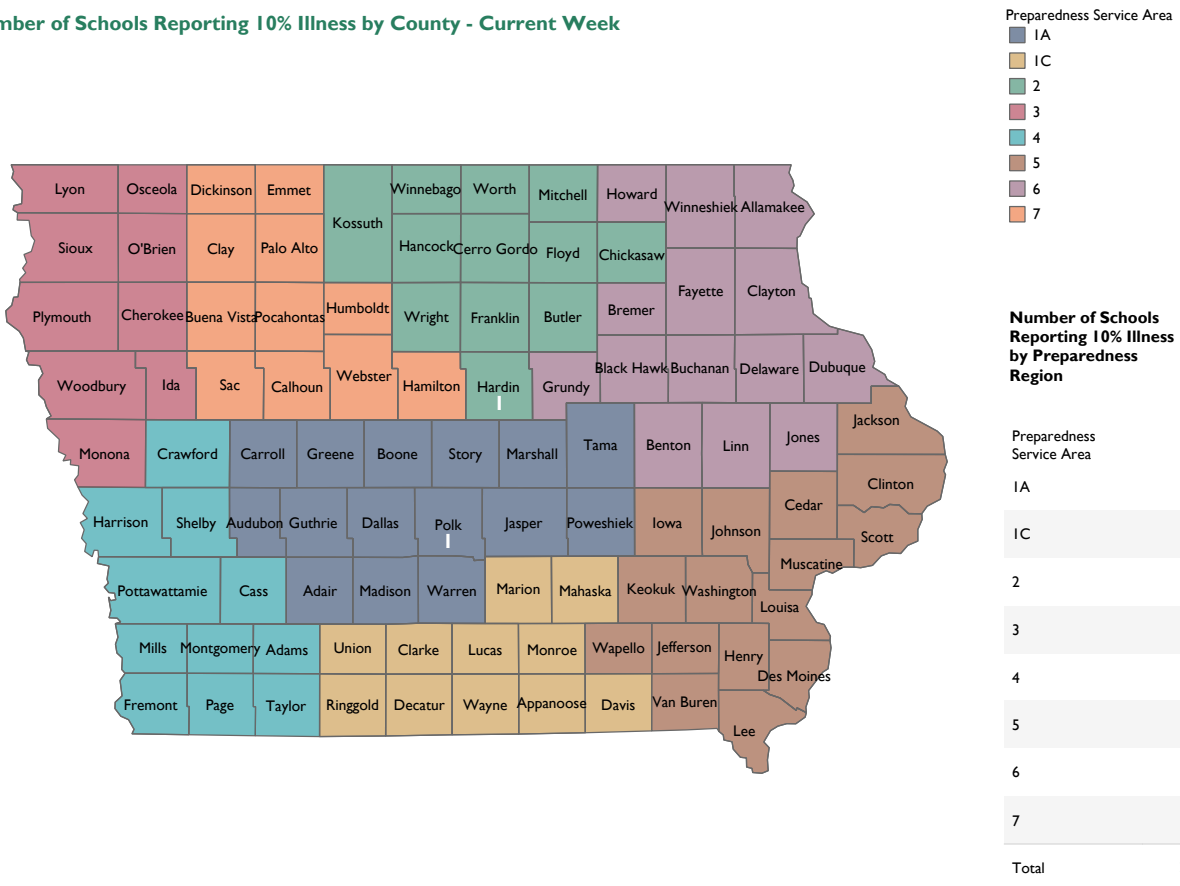 mber of Schools Reporting 10% Illness by County - Current Week
Preparedness Service Area
1A
1C
2
3
4
5
6
7
Lyon Osceola Dickinson Emmet Kossuth Winnebago Worth Mitchell Howard Winneshiek Allamakee
Sioux O'Brien Clay Palo Alto Hancock Cerro Gordo Floyd Chickasaw
Plymouth Cherokee Buena Vista Pocahontas Humboldt Wright Franklin Butler Bremer Fayette Clayton
Woodbury Ida Sac Calhoun Webster Hamilton Hardin Grundy Black Hawk Buchanan Delaware Dubuque
1
Monona Crawford Carroll Greene Boone Story Marshall Tama Benton Linn Jones Jackson
Clinton
Harrison Shelby Audubon Guthrie Dallas Polk Jasper Poweshiek Iowa Johnson Cedar Scott
1
Muscatine
Pottawattamie Cass Adair Madison Warren Marion Mahaska Keokuk Washington Louisa
Mills Montgomery Adams Union Clarke Lucas Monroe Wapello Jefferson Henry Des Moines
Fremont Page Taylor Ringgold Decatur Wayne Appanoose Davis Van Buren Lee
Number of Schools
Reporting 10% Illness
by Preparedness
Region
Preparedness
Service Area
1A
1C
2
3
4
5
6
7
Total